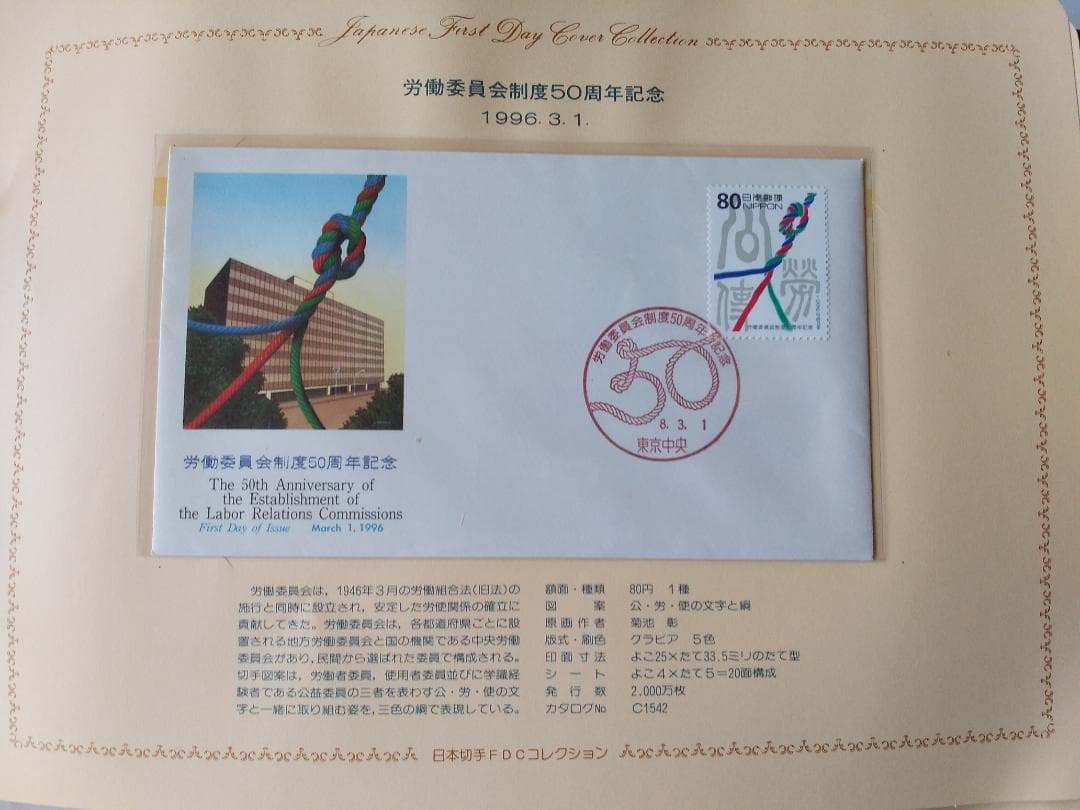 Japanese First Day Cover Collection
労働委員会制度50周年記念
1996. 3. 1.
80 日本郵便
NIPPON
公
労
使
労働委員会制度50周年記念
労働委員会制度50周年記念
50
8. 3. 1
東京中央
労働委員会制度50周年記念
The 50th Anniversary of
the Establishment of
the Labor Relations Commissions
First Day of Issue March 1, 1996
労働委員会は,1946年3月の労働組合法(旧法)の
施行と同時に設立され,安定した労使関係の確立に
貢献してきた。労働委員会は,各都道府県ごとに設
置される地方労働委員会と国の機関である中央労働
委員会があり,民間から選ばれた委員で構成される。
切手図案は,労働者委員,使用者委員並びに学識経
験者である公益委員の三者を表わす公・労・使の文
字と一緒に取り組む姿を,三色の綱で表現している。
額面・種類 80円 1種
図案 公・労・使の文字と綱
原画作者 菊池 彰
版式・刷色 グラビア 5色
印面寸法 よこ25×たて33.5ミリのたて型
シート よこ4×たて5=20面構成
発行数 2,000万枚
カタログNo C1542
日本切手FDCコレクション